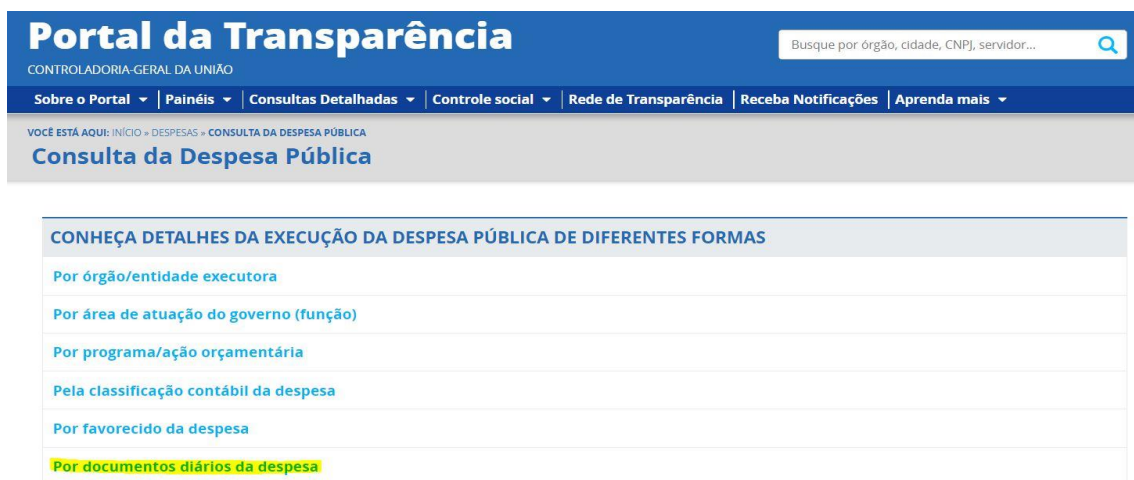 Portal da Transparência
Busque por órgão, cidade, CNPJ, servidor...
CONTROLADORIA-GERAL DA UNIÃO
Sobre o Portal | Painéis | Consultas Detalhadas | Controle social | Rede de Transparência | Receba Notificações | Aprenda mais
VOCÊ ESTÁ AQUI: INÍCIO » DESPESAS » CONSULTA DA DESPESA PÚBLICA
Consulta da Despesa Pública
CONHEÇA DETALHES DA EXECUÇÃO DA DESPESA PÚBLICA DE DIFERENTES FORMAS
Por órgão/entidade executora
Por área de atuação do governo (função)
Por programa/ação orçamentária
Pela classificação contábil da despesa
Por favorecido da despesa
Por documentos diários da despesa